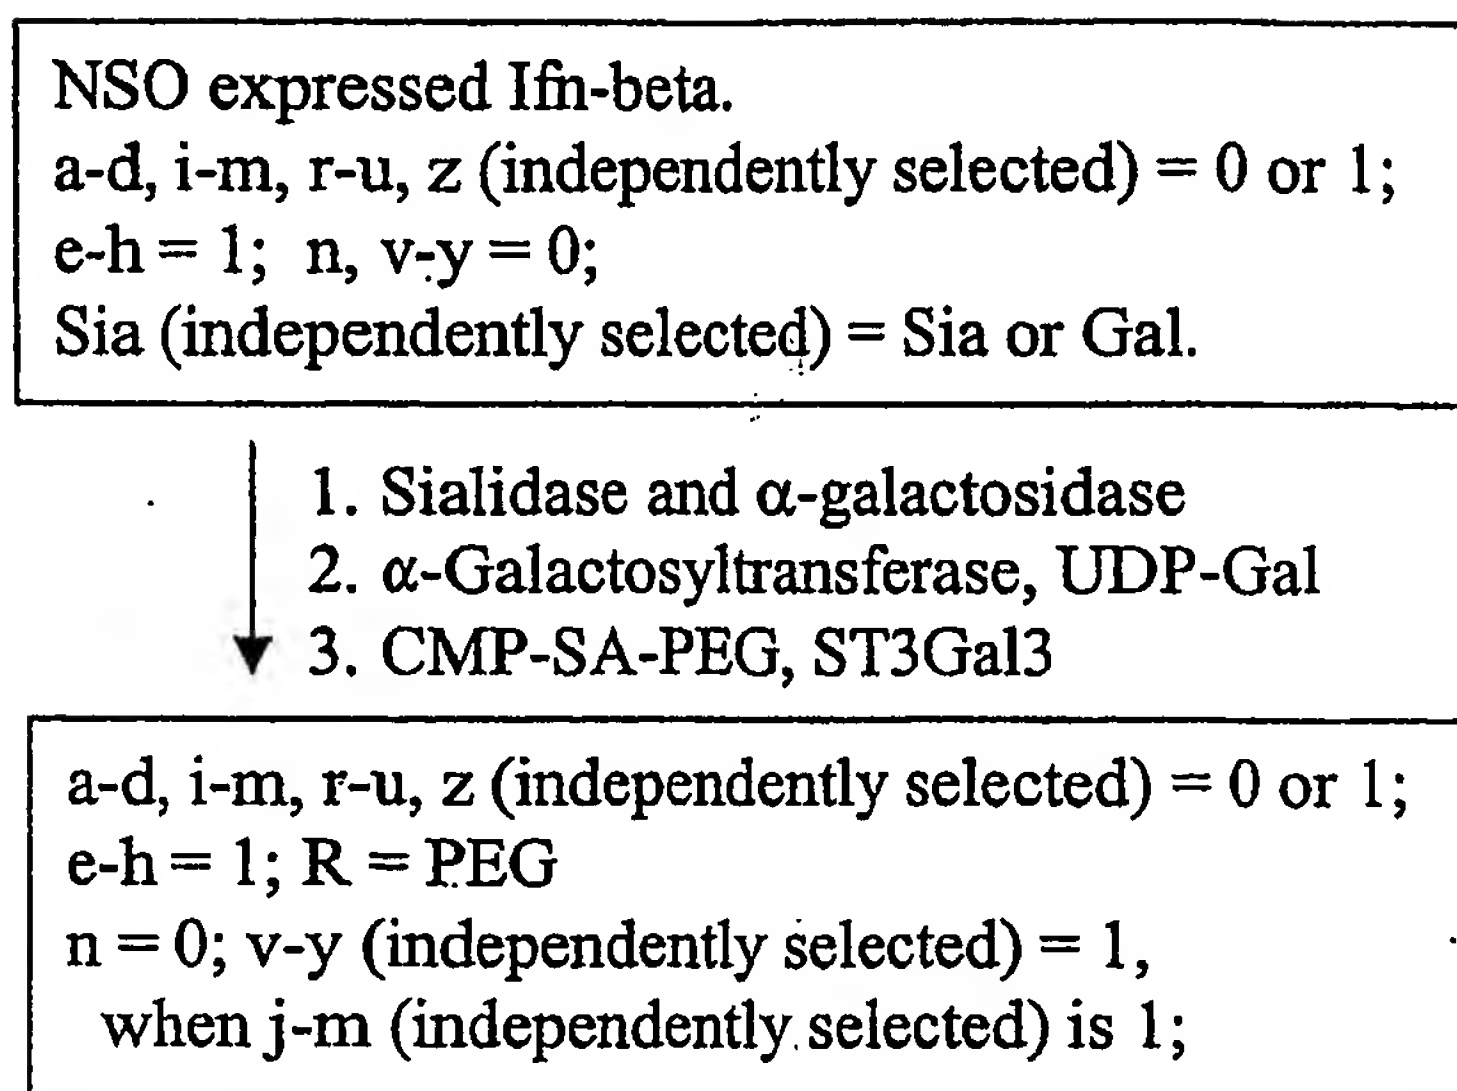 NSO expressed Ifn-beta.
a-d, i-m, r-u, z (independently selected) = 0 or 1;
e-h = 1; n, v-y = 0;
Sia (independently selected) = Sia or Gal.
1. Sialidase and α-galactosidase
2. α-Galactosyltransferase, UDP-Gal
3. CMP-SA-PEG, ST3Gal3
a-d, i-m, r-u, z (independently selected) = 0 or 1;
e-h = 1; R = PEG
n = 0; v-y (independently selected) = 1,
when j-m (independently selected) is 1;